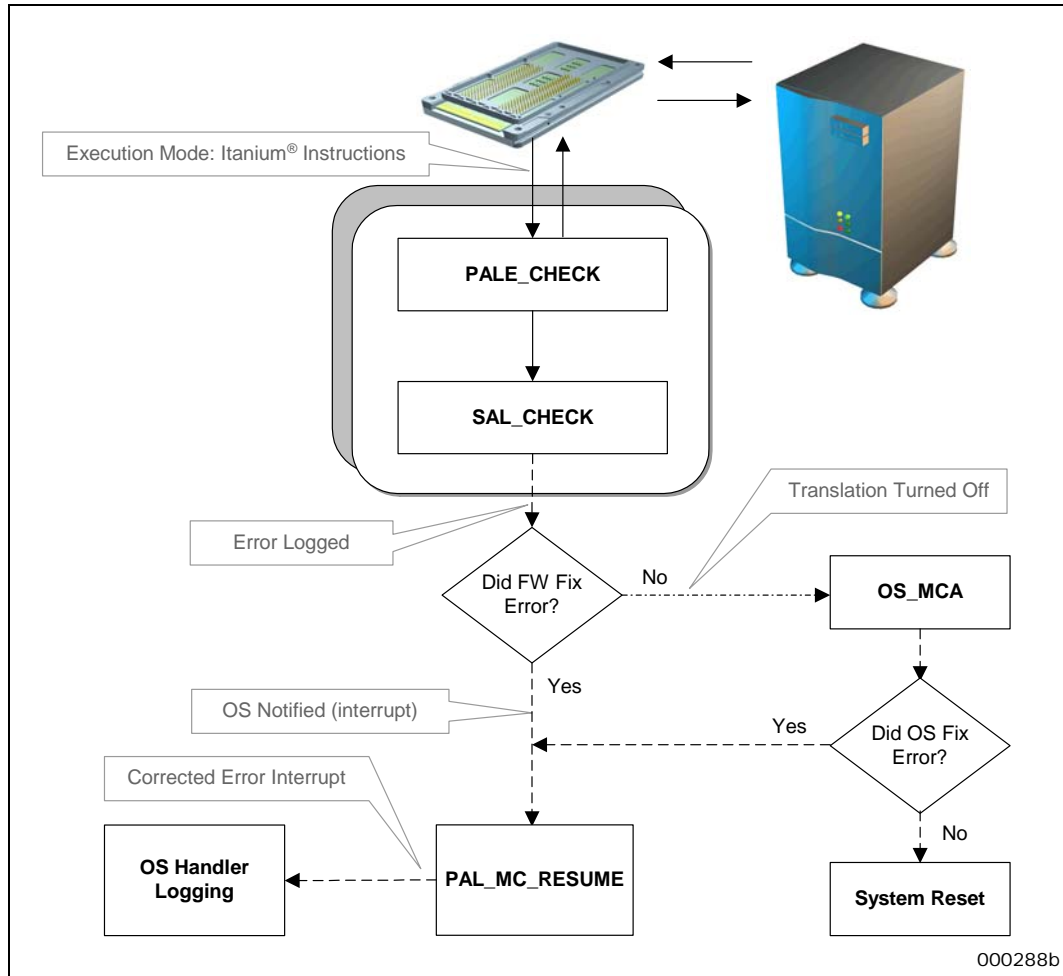 Execution Mode: Itanium® Instructions
PALE_CHECK
SAL_CHECK
Translation Turned Off
Error Logged
Did FW Fix
Error?
No
OS_MCA
Yes
OS Notified (interrupt)
Yes
Did OS Fix
Error?
Corrected Error Interrupt
No
OS Handler
Logging
PAL_MC_RESUME
System Reset
000288b